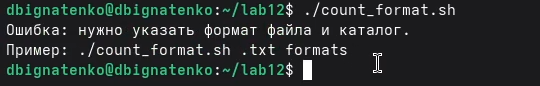 dbignatenko@dbignatenko:~/lab12$ ./count_format.sh
Ошибка: нужно указать формат файла и каталог.
Пример: ./count_format.sh .txt formats
dbignatenko@dbignatenko:~/lab12$